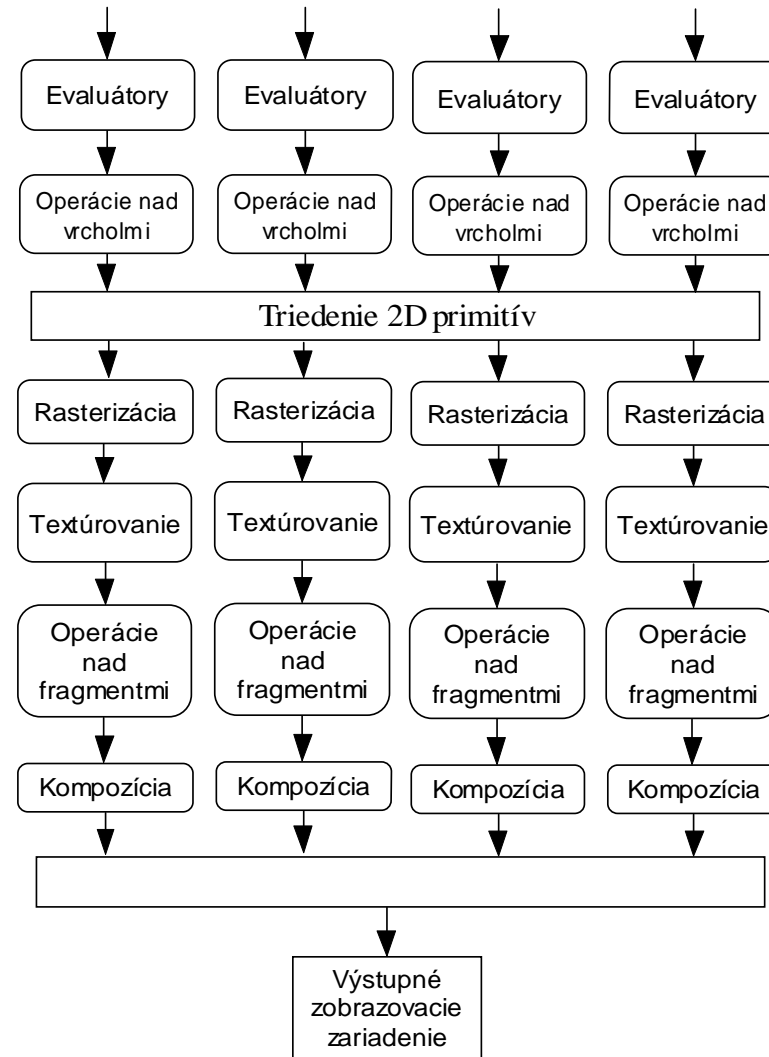 Evaluátory
Evaluátory
Evaluátory
Evaluátory
Operácie nad
vrcholmi
Operácie nad
vrcholmi
Operácie nad
vrcholmi
Operácie nad
vrcholmi
Triedenie 2D primitív
Rasterizácia
Rasterizácia
Rasterizácia
Rasterizácia
Textúrovanie
Textúrovanie
Textúrovanie
Textúrovanie
Operácie
nad
fragmentmi
Operácie
nad
fragmentmi
Operácie
nad
fragmentmi
Operácie
nad
fragmentmi
Kompozícia
Kompozícia
Kompozícia
Kompozícia
Výstupné
zobrazovacie
zariadenie